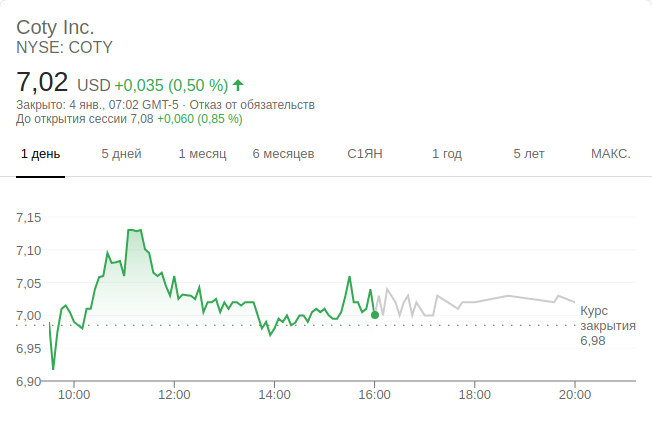 Coty Inc.
NYSE: COTY
7,02 USD +0,035 (0,50 %)
Закрыто: 4 янв., 07:02 GMT-5 · Отказ от обязательств
До открытия сессии 7,08 +0,060 (0,85 %)
1 день 5 дней 1 месяц 6 месяцев С1ЯН 1 год 5 лет МАКС.
7,15
7,10
7,05
7,00
6,95
6,90
Курс
закрытия
6,98
10:00 12:00 14:00 16:00 18:00 20:00